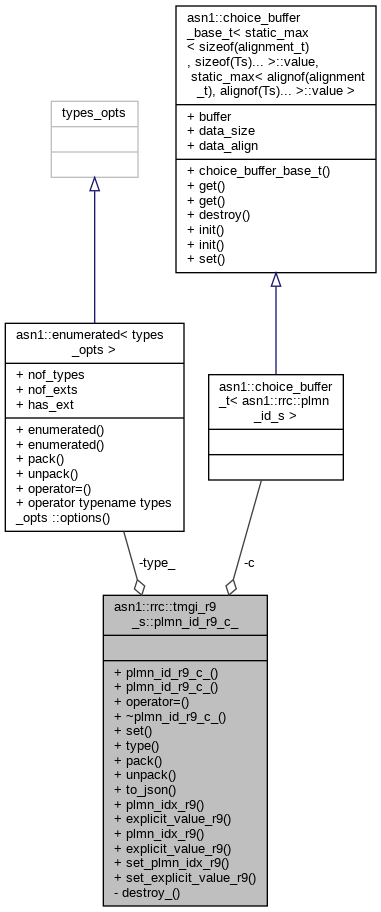 asn1::choice_buffer
_base_t< static_max
< sizeof(alignment_t)
, sizeof(Ts)... >::value,
static_max< alignof(alignment
_t), alignof(Ts)... >::value >
+ buffer
+ data_size
+ data_align
+ choice_buffer_base_t()
+ get()
+ get()
+ destroy()
+ init()
+ init()
+ set()
types_opts
asn1::enumerated< types
_opts >
+ nof_types
+ nof_exts
+ has_ext
+ enumerated()
+ enumerated()
+ pack()
+ unpack()
+ operator=()
+ operator typename types
_opts ::options()
asn1::choice_buffer
_t< asn1::rrc::plmn
_id_s >
-type_
-c
asn1::rrc::tmgi_r9
_s::plmn_id_r9_c_
+ plmn_id_r9_c_()
+ plmn_id_r9_c_()
+ operator=()
+ ~plmn_id_r9_c_()
+ set()
+ type()
+ pack()
+ unpack()
+ to_json()
+ plmn_idx_r9()
+ explicit_value_r9()
+ plmn_idx_r9()
+ explicit_value_r9()
+ set_plmn_idx_r9()
+ set_explicit_value_r9()
- destroy_()